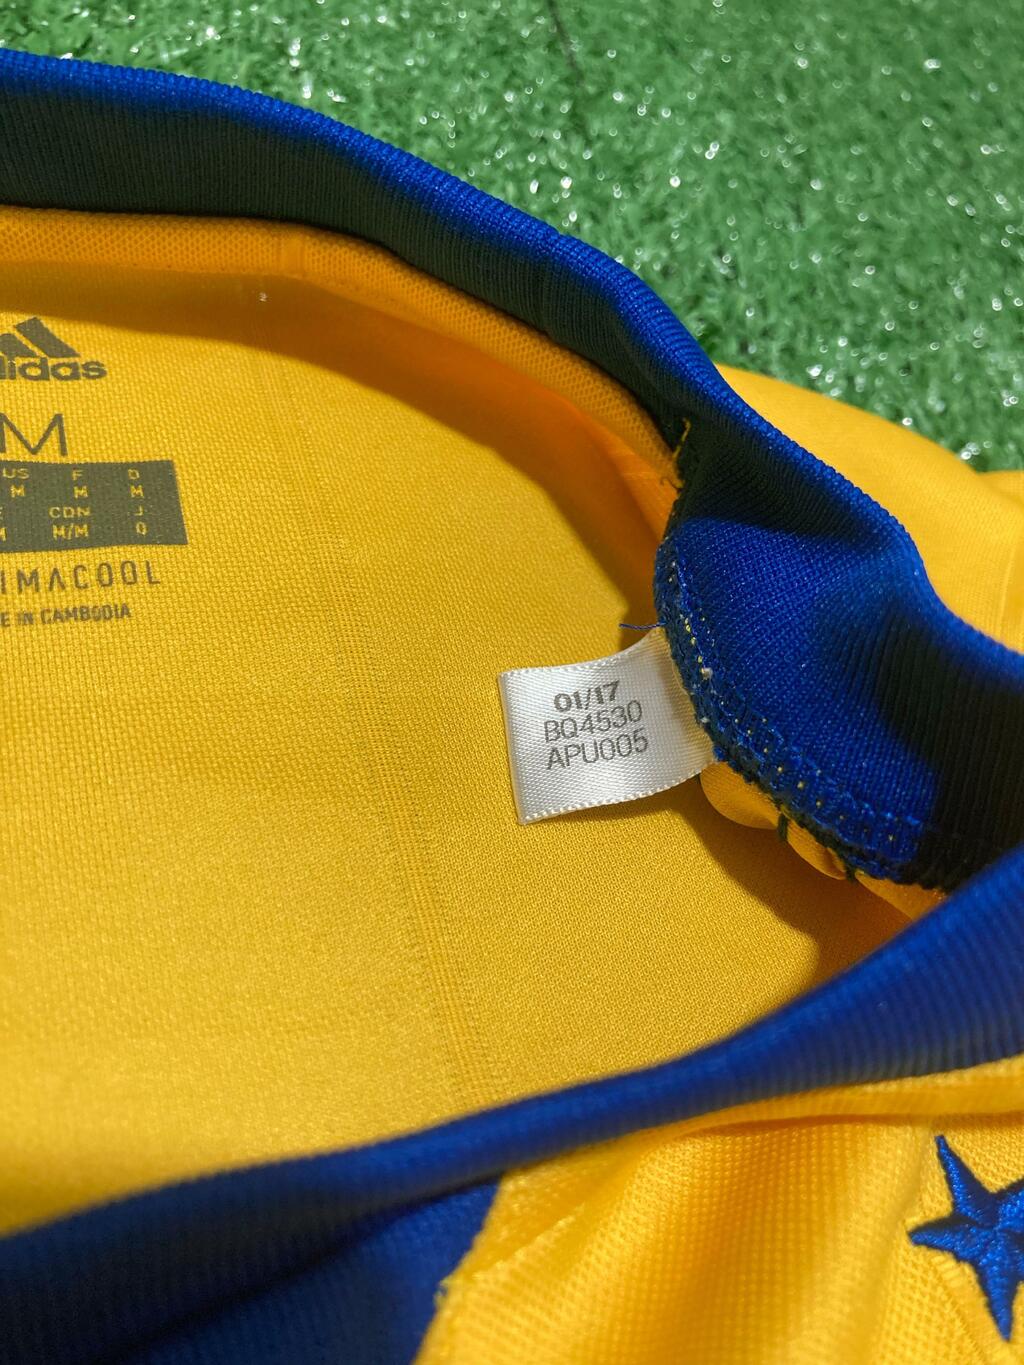 adidas
M
US F D
M M M
CDN J
M M/M O
IMACOOL
E IN CAMBODIA
01/17
BQ4530
APU005